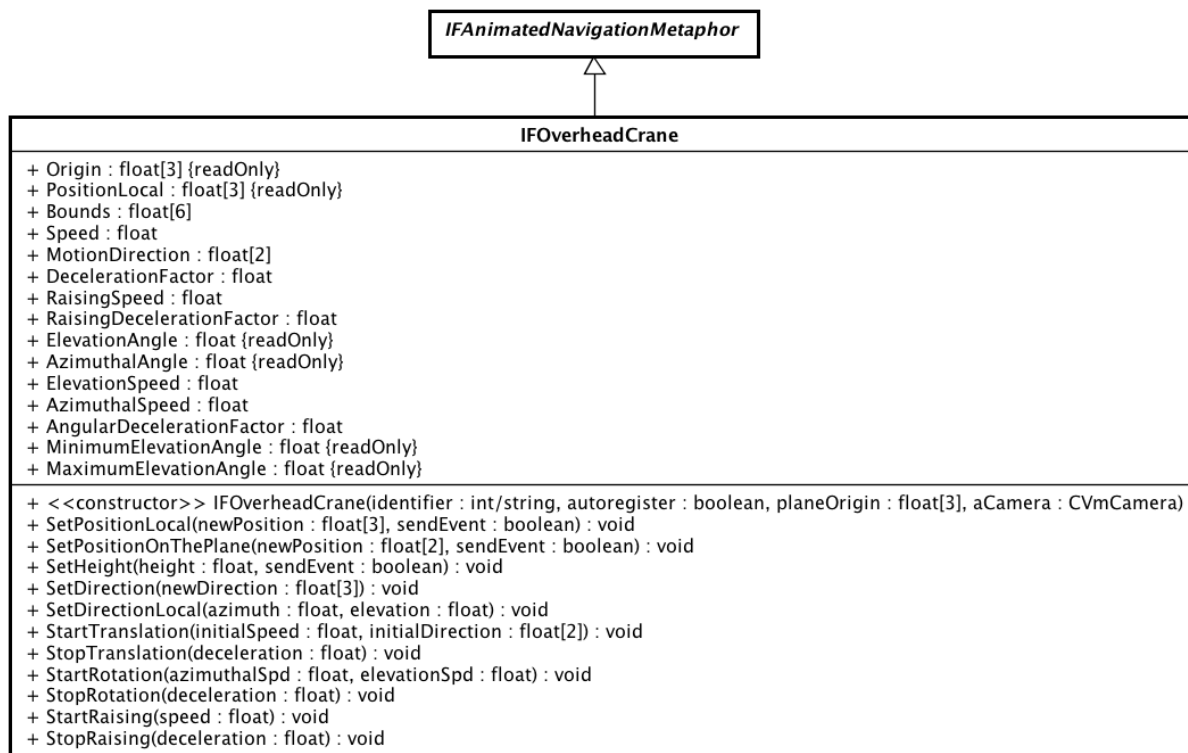 IFAnimatedNavigationMetaphor
IFOverheadCrane
+ Origin : float[3] {readOnly}
+ PositionLocal : float[3] {readOnly}
+ Bounds : float[6]
+ Speed : float
+ MotionDirection : float[2]
+ DecelerationFactor : float
+ RaisingSpeed : float
+ RaisingDecelerationFactor : float
+ ElevationAngle : float {readOnly}
+ AzimuthalAngle : float {readOnly}
+ ElevationSpeed : float
+ AzimuthalSpeed : float
+ AngularDecelerationFactor : float
+ MinimumElevationAngle : float {readOnly}
+ MaximumElevationAngle : float {readOnly}
+ <<constructor>> IFOverheadCrane(identifier : int/string, autoregister : boolean, planeOrigin : float[3], aCamera : CVmCamera)
+ SetPositionLocal(newPosition : float[3], sendEvent : boolean) : void
+ SetPositionOnThePlane(newPosition : float[2], sendEvent : boolean) : void
+ SetHeight(height : float, sendEvent : boolean) : void
+ SetDirection(newDirection : float[3]) : void
+ SetDirectionLocal(azimuth : float, elevation : float) : void
+ StartTranslation(initialSpeed : float, initialDirection : float[2]) : void
+ StopTranslation(deceleration : float) : void
+ StartRotation(azimuthalSpd : float, elevationSpd : float) : void
+ StopRotation(deceleration : float) : void
+ StartRaising(speed : float) : void
+ StopRaising(deceleration : float) : void